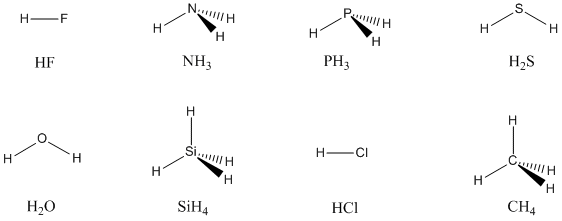 H F
N H H H
P H H H
S H H
HF
NH₃
PH₃
H₂S
O H H
H Si H H H
H Cl
H C H H H
H₂O
SiH₄
HCl
CH₄